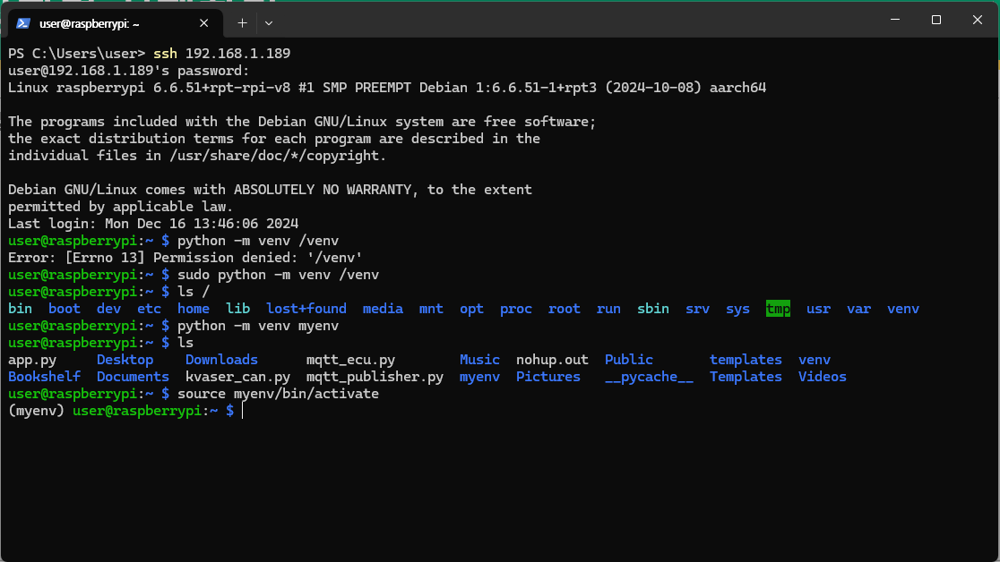 user@raspberrypi: ~
PS C:\Users\user> ssh 192.168.1.189
user@192.168.1.189's password:
Linux raspberrypi 6.6.51+rpt-rpi-v8 #1 SMP PREEMPT Debian 1:6.6.51-1+rpt3 (2024-10-08) aarch64
The programs included with the Debian GNU/Linux system are free software;
the exact distribution terms for each program are described in the
individual files in /usr/share/doc/*/copyright.
Debian GNU/Linux comes with ABSOLUTELY NO WARRANTY, to the extent
permitted by applicable law.
Last login: Mon Dec 16 13:46:06 2024
user@raspberrypi:~ $ python -m venv /venv
Error: [Errno 13] Permission denied: '/venv'
user@raspberrypi:~ $ sudo python -m venv /venv
user@raspberrypi:~ $ ls /
bin boot dev etc home lib lost+found media mnt opt proc root run sbin srv sys tmp usr var venv
user@raspberrypi:~ $ python -m venv myenv
user@raspberrypi:~ $ ls
app.py Desktop Downloads mqtt_ecu.py Music nohup.out Public templates venv
Bookshelf Documents kvaser_can.py mqtt_publisher.py myenv Pictures __pycache__ Templates Videos
user@raspberrypi:~ $ source myenv/bin/activate
(myenv) user@raspberrypi:~ $